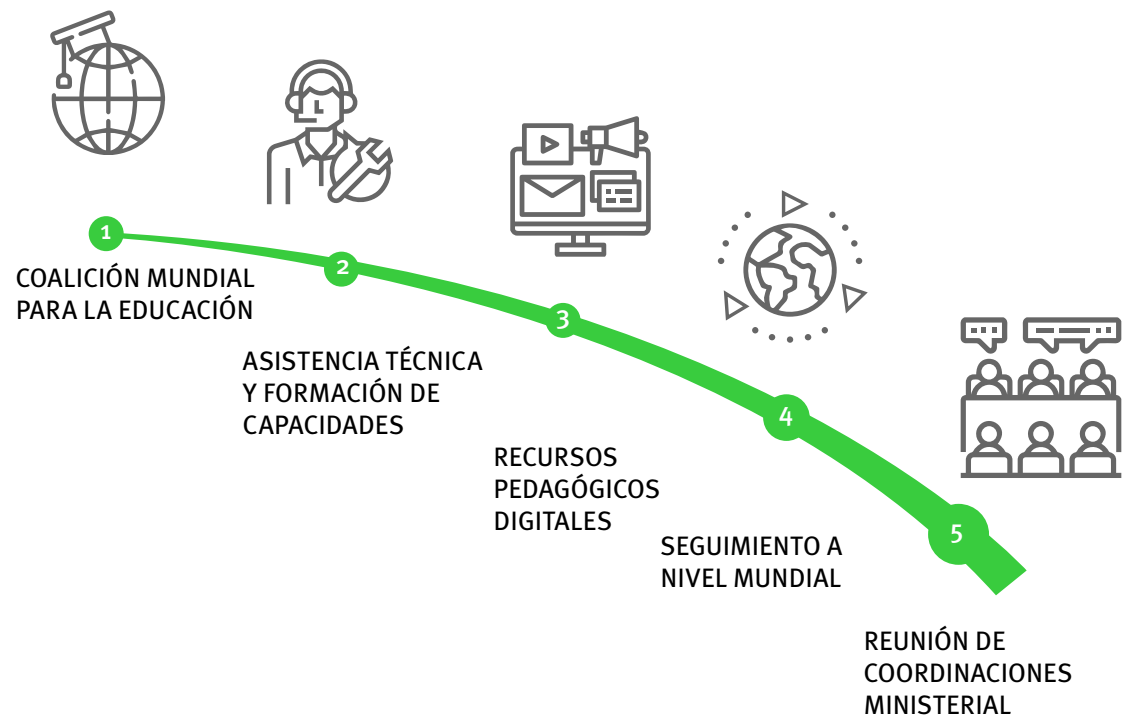 1
COALICIÓN MUNDIAL
PARA LA EDUCACIÓN
2
ASISTENCIA TÉCNICA
Y FORMACIÓN DE
CAPACIDADES
3
RECURSOS
PEDAGÓGICOS
DIGITALES
4
SEGUIMIENTO A
NIVEL MUNDIAL
5
REUNIÓN DE
COORDINACIONES
MINISTERIAL